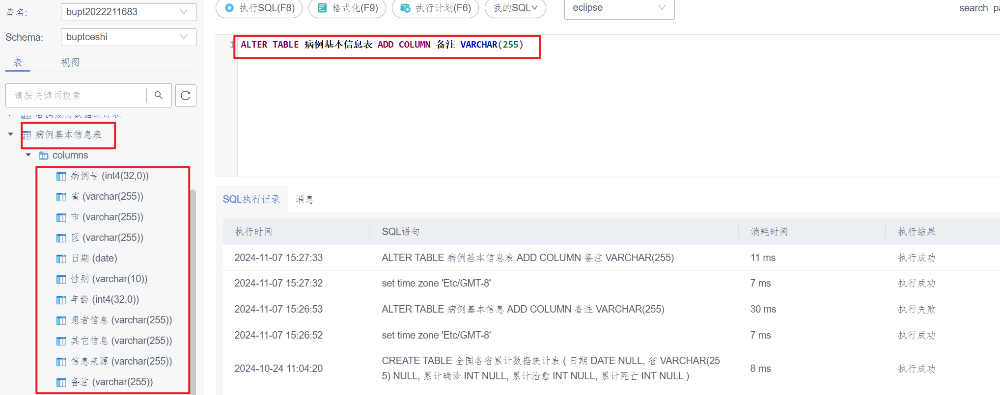 库名:
bupt2022211683
Schema:
buptceshi
表
视图
请按关键词搜索
各国疫情数据统计表
病例基本信息表
columns
病例号 (int4(32,0))
省 (varchar(255))
市 (varchar(255))
区 (varchar(255))
日期 (date)
性别 (varchar(10))
年龄 (int4(32,0))
患者信息 (varchar(255))
其它信息 (varchar(255))
信息来源 (varchar(255))
备注 (varchar(255))
执行SQL(F8)
格式化(F9)
执行计划(F6)
我的SQL
eclipse
1 ALTER TABLE 病例基本信息表 ADD COLUMN 备注 VARCHAR(255)
SQL执行记录
消息
执行时间 SQL语句 消耗时间 执行结果
2024-11-07 15:27:33 ALTER TABLE 病例基本信息表 ADD COLUMN 备注 VARCHAR(255) 11 ms 执行成功
2024-11-07 15:27:32 set time zone 'Etc/GMT-8' 7 ms 执行成功
2024-11-07 15:26:53 ALTER TABLE 病例基本信息 ADD COLUMN 备注 VARCHAR(255) 30 ms 执行失败
2024-11-07 15:26:52 set time zone 'Etc/GMT-8' 7 ms 执行成功
2024-10-24 11:04:20 CREATE TABLE 全国各省累计数据统计表 ( 日期 DATE NULL, 省 VARCHAR(25
5) NULL, 累计确诊 INT NULL, 累计治愈 INT NULL, 累计死亡 INT NULL ) 8 ms 执行成功